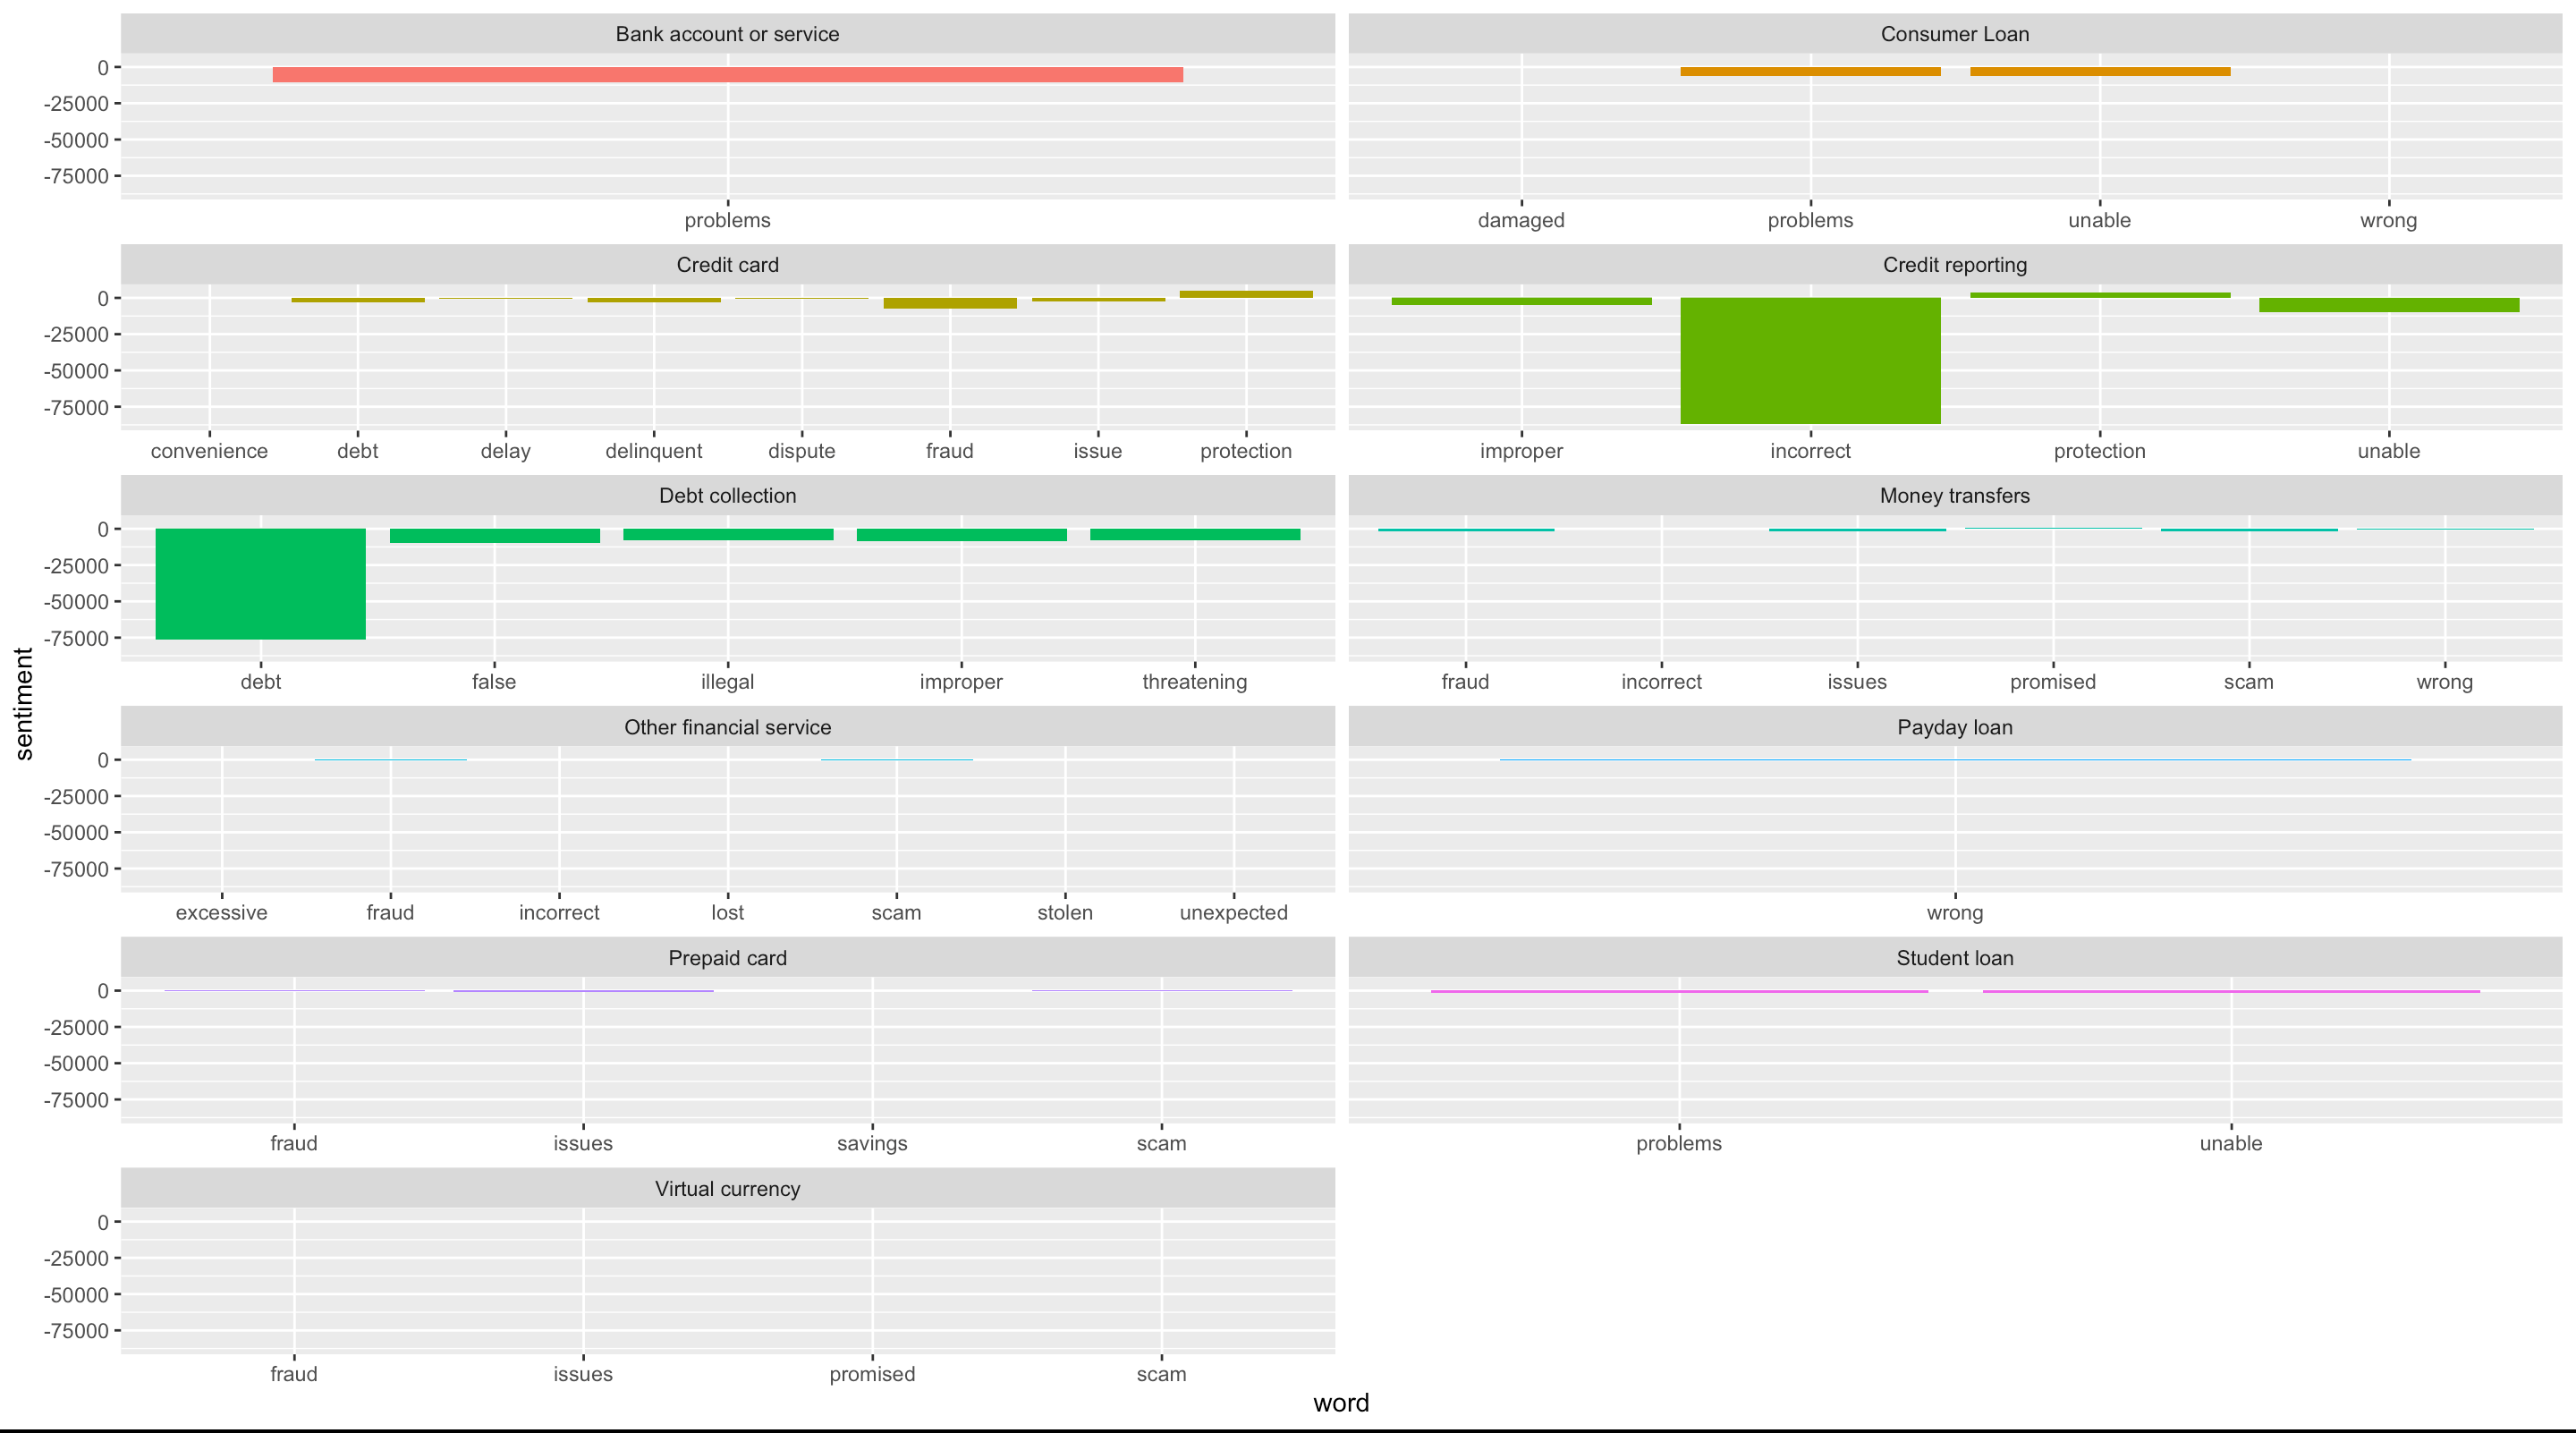 Bank account or service
0
-25000
-50000
-75000
problems
Consumer Loan
damaged problems unable wrong
Credit card
0
-25000
-50000
-75000
convenience debt delay delinquent dispute fraud issue protection
Credit reporting
improper incorrect protection unable
Debt collection
0
-25000
-50000
-75000
debt false illegal improper threatening
Money transfers
fraud incorrect issues promised scam wrong
sentiment
Other financial service
0
-25000
-50000
-75000
excessive fraud incorrect lost scam stolen unexpected
Payday loan
wrong
Prepaid card
0
-25000
-50000
-75000
fraud issues savings scam
Student loan
problems unable
Virtual currency
0
-25000
-50000
-75000
fraud issues promised scam
word